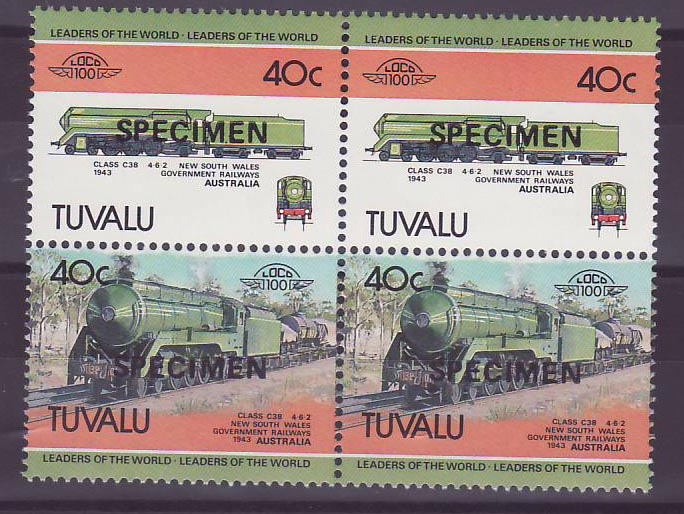 LEADERS OF THE WORLD · LEADERS OF THE WORLD
LOCO
100
40c
SPECIMEN
CLASS C38 4-6-2 NEW SOUTH WALES
1943 GOVERNMENT RAILWAYS
AUSTRALIA
TUVALU
LEADERS OF THE WORLD · LEADERS OF THE WORLD
LOCO
100
40c
SPECIMEN
CLASS C38 4-6-2 NEW SOUTH WALES
1943 GOVERNMENT RAILWAYS
AUSTRALIA
TUVALU
40c
LOCO
100
SPECIMEN
TUVALU
CLASS C38 4-6-2
NEW SOUTH WALES
GOVERNMENT RAILWAYS
1943 AUSTRALIA
LEADERS OF THE WORLD · LEADERS OF THE WORLD
40c
LOCO
100
SPECIMEN
TUVALU
CLASS C38 4-6-2
NEW SOUTH WALES
GOVERNMENT RAILWAYS
1943 AUSTRALIA
LEADERS OF THE WORLD · LEADERS OF THE WORLD